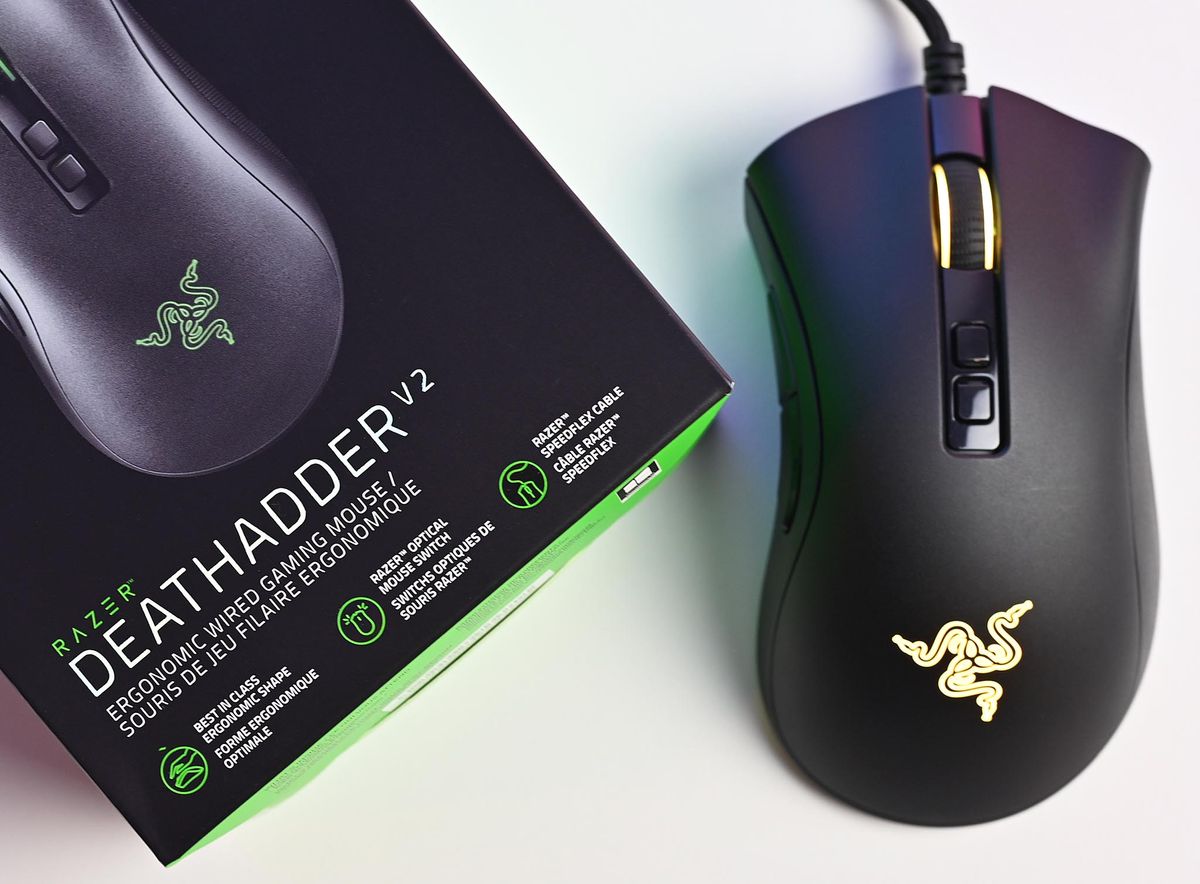 RAZER™
DEATHADDER V2
ERGONOMIC WIRED GAMING MOUSE /
SOURIS DE JEU FILAIRE ERGONOMIQUE
BEST IN CLASS
ERGONOMIC SHAPE
FORME ERGONOMIQUE
OPTIMALE
RAZER™ OPTICAL
MOUSE SWITCH
SWITCHS OPTIQUES DE
SOURIS RAZER™
RAZER™
SPEEDFLEX CABLE
CÂBLE RAZER™
SPEEDFLEX